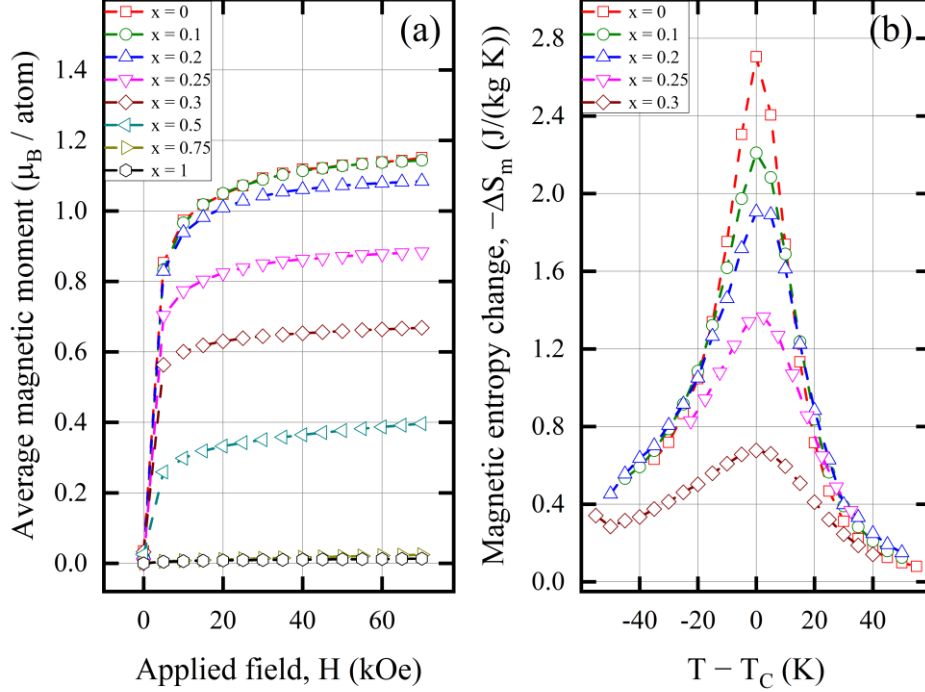 (a)
x = 0
x = 0.1
x = 0.2
x = 0.25
x = 0.3
x = 0.5
x = 0.75
x = 1
Average magnetic moment (μ_B / atom)
1.4
1.2
1.0
0.8
0.6
0.4
0.2
0.0
0 20 40 60
Applied field, H (kOe)
(b)
x = 0
x = 0.1
x = 0.2
x = 0.25
x = 0.3
Magnetic entropy change, −ΔS_m (J/(kg K))
2.8
2.4
2.0
1.6
1.2
0.8
0.4
0.0
-40 -20 0 20 40
T − T_C (K)